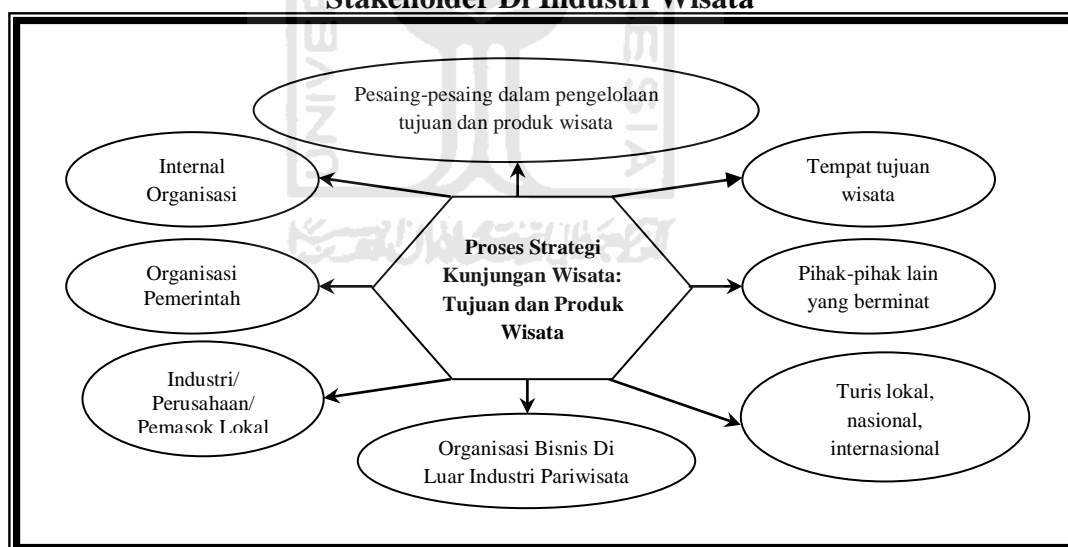 Stakeholder Di Industri Wisata
Pesaing-pesaing dalam pengelolaan
tujuan dan produk wisata
Internal
Organisasi
Tempat tujuan
wisata
Proses Strategi
Kunjungan Wisata:
Tujuan dan Produk
Wisata
Organisasi
Pemerintah
Pihak-pihak lain
yang berminat
Industri/
Perusahaan/
Pemasok Lokal
Turis lokal,
nasional,
internasional
Organisasi Bisnis Di
Luar Industri Pariwisata